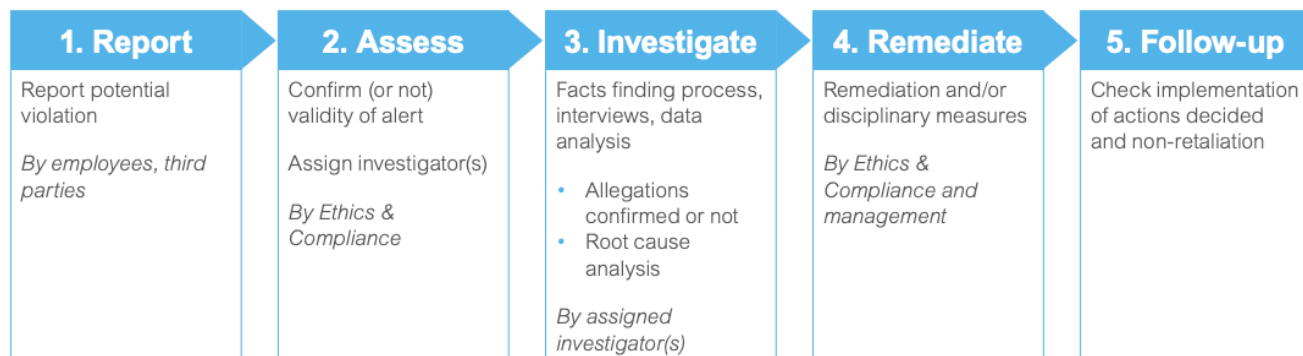 1. Report
Report potential
violation
By employees, third
parties
2. Assess
Confirm (or not)
validity of alert
Assign investigator(s)
By Ethics &
Compliance
3. Investigate
Facts finding process,
interviews, data
analysis
• Allegations
confirmed or not
• Root cause
analysis
By assigned
investigator(s)
4. Remediate
Remediation and/or
disciplinary measures
By Ethics &
Compliance and
management
5. Follow-up
Check implementation
of actions decided
and non-retaliation